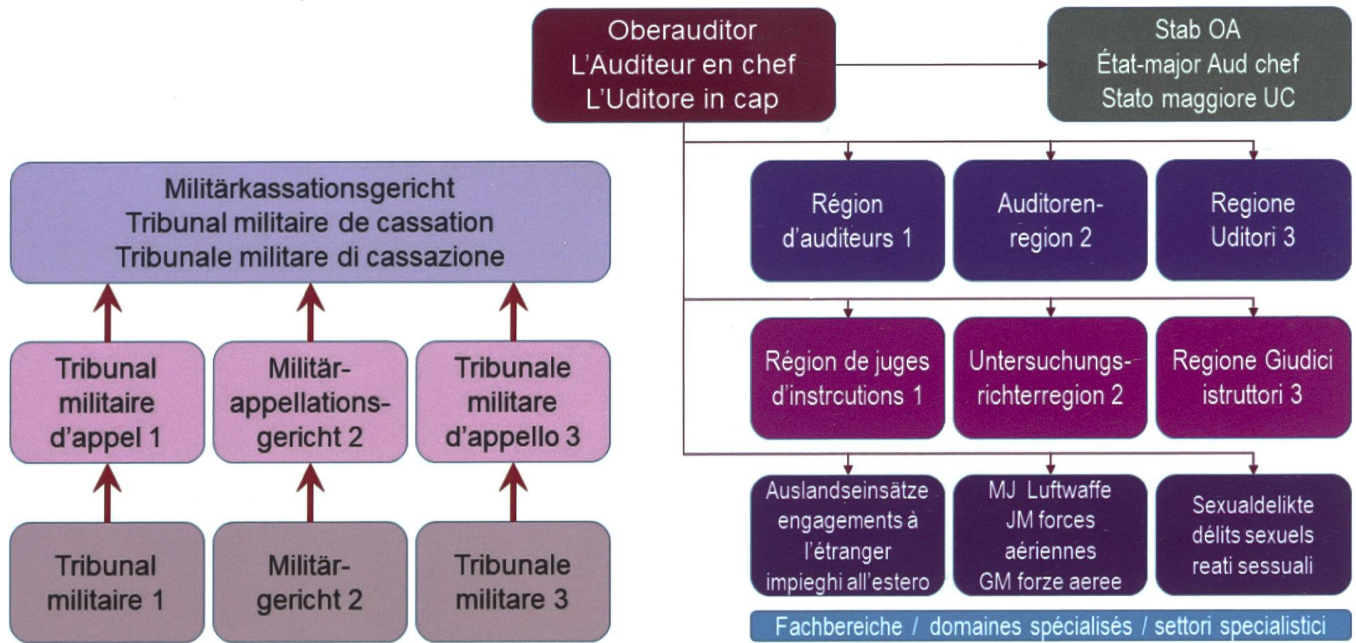 Oberauditor
L'Auditeur en chef
L'Uditore in cap
Stab OA
État-major Aud chef
Stato maggiore UC
Militärkassationsgericht
Tribunal militaire de cassation
Tribunale militare di cassazione
Région
d'auditeurs 1
Auditoren-
region 2
Regione
Uditori 3
Tribunal
militaire
d'appel 1
Militär-
appellations-
gericht 2
Tribunale
militare
d'appello 3
Région de juges
d'instrcutions 1
Untersuchungs-
richterregion 2
Regione Giudici
istruttori 3
Tribunal
militaire 1
Militär-
gericht 2
Tribunale
militare 3
Auslandseinsätze
engagements à
l'étranger
impieghi all'estero
MJ Luftwaffe
JM forces
aériennes
GM forze aeree
Sexualdelikte
délits sexuels
reati sessuali
Fachbereiche / domaines spécialisés / settori specialistici